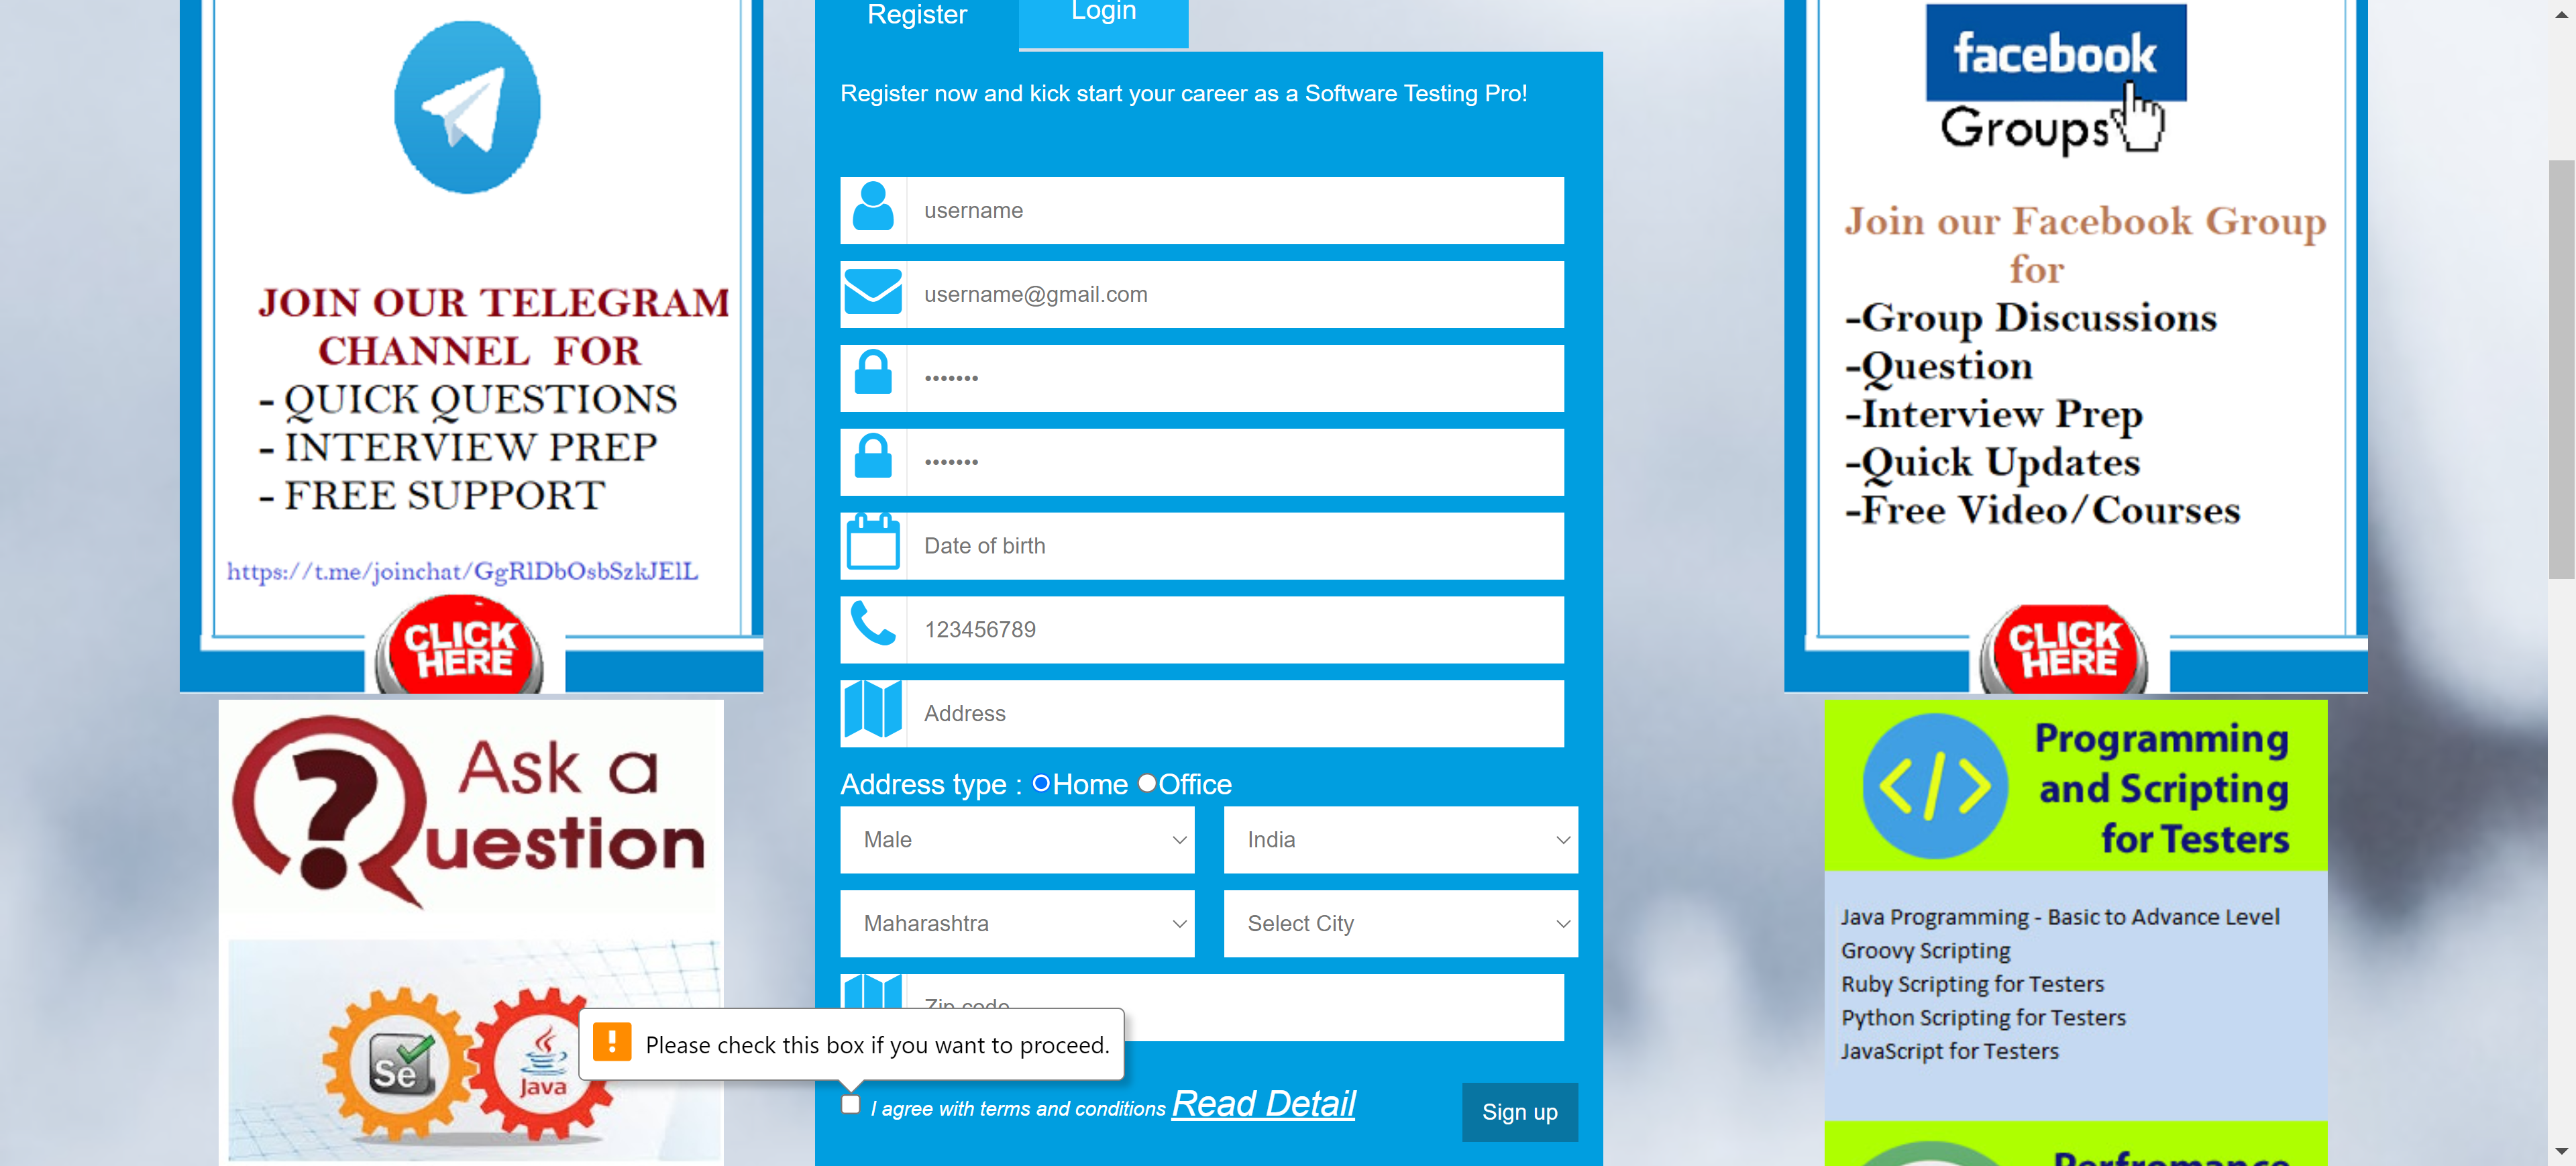 Register
Login
Register now and kick start your career as a Software Testing Pro!
JOIN OUR TELEGRAM
CHANNEL FOR
- QUICK QUESTIONS
- INTERVIEW PREP
- FREE SUPPORT
https://t.me/joinchat/GgRlDbOsbSzkJElL
CLICK
HERE
Ask a
Question
Se
Java
username
username@gmail.com
•••••••
•••••••
Date of birth
123456789
Address
Address type : Home Office
Male
India
Maharashtra
Select City
Zip code
Please check this box if you want to proceed.
I agree with terms and conditions Read Detail
Sign up
facebook
Groups
Join our Facebook Group
for
-Group Discussions
-Question
-Interview Prep
-Quick Updates
-Free Video/Courses
CLICK
HERE
</> Programming
and Scripting
for Testers
Java Programming - Basic to Advance Level
Groovy Scripting
Ruby Scripting for Testers
Python Scripting for Testers
JavaScript for Testers
Perfromance